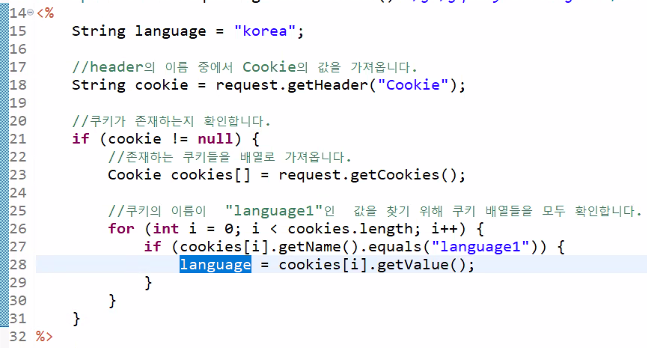 14 <%
15 String language = "korea";
16
17 //header의 이름 중에서 Cookie의 값을 가져옵니다.
18 String cookie = request.getHeader("Cookie");
19
20 //쿠키가 존재하는지 확인합니다.
21 if (cookie != null) {
22 //존재하는 쿠키들을 배열로 가져옵니다.
23 Cookie cookies[] = request.getCookies();
24
25 //쿠키의 이름이 "language1"인 값을 찾기 위해 쿠키 배열들을 모두 확인합니다.
26 for (int i = 0; i < cookies.length; i++) {
27 if (cookies[i].getName().equals("language1")) {
28 language = cookies[i].getValue();
29 }
30 }
31 }
32 %>